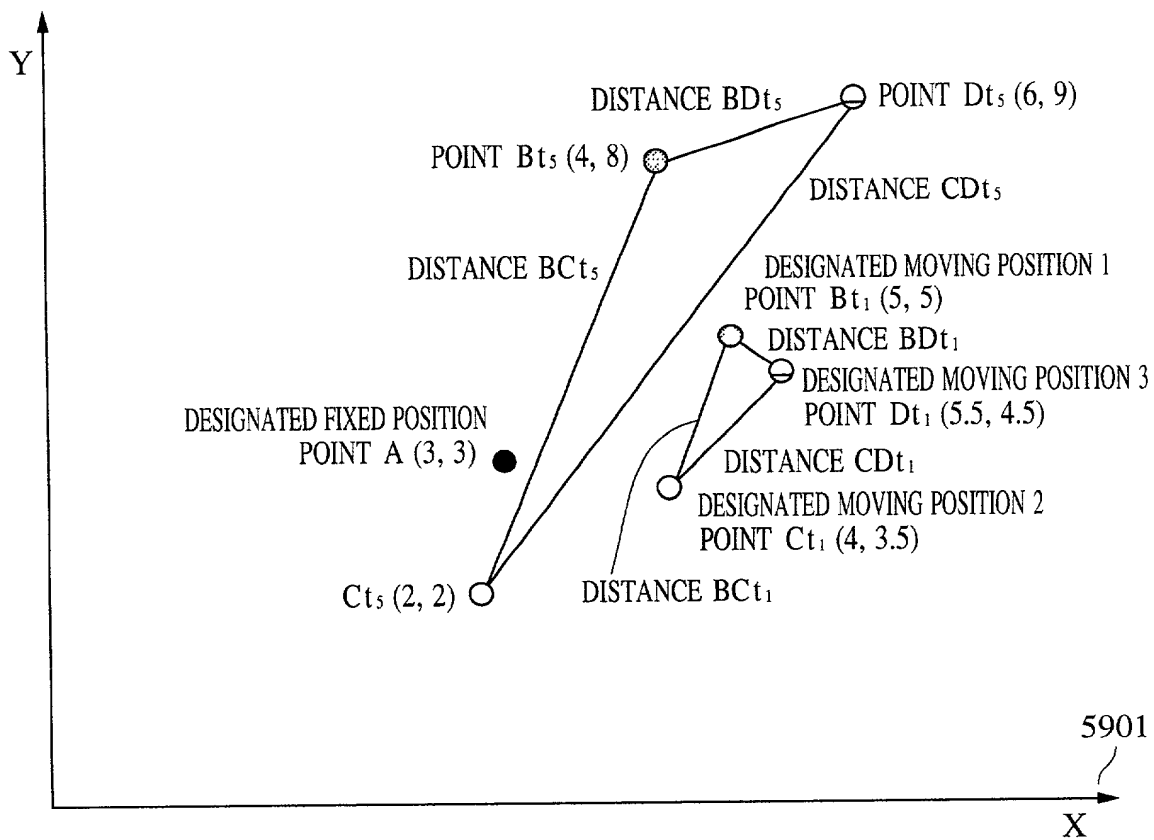 Y
DISTANCE BDt₅
POINT Dt₅ (6, 9)
POINT Bt₅ (4, 8)
DISTANCE CDt₅
DISTANCE BCt₅
DESIGNATED MOVING POSITION 1
POINT Bt₁ (5, 5)
DISTANCE BDt₁
DESIGNATED MOVING POSITION 3
POINT Dt₁ (5.5, 4.5)
DESIGNATED FIXED POSITION
POINT A (3, 3)
DISTANCE CDt₁
DESIGNATED MOVING POSITION 2
POINT Ct₁ (4, 3.5)
DISTANCE BCt₁
Ct₅ (2, 2)
5901
X